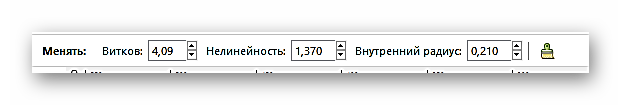 Менять: Витков: 4,09 Нелинейность: 1,370 Внутренний радиус: 0,210